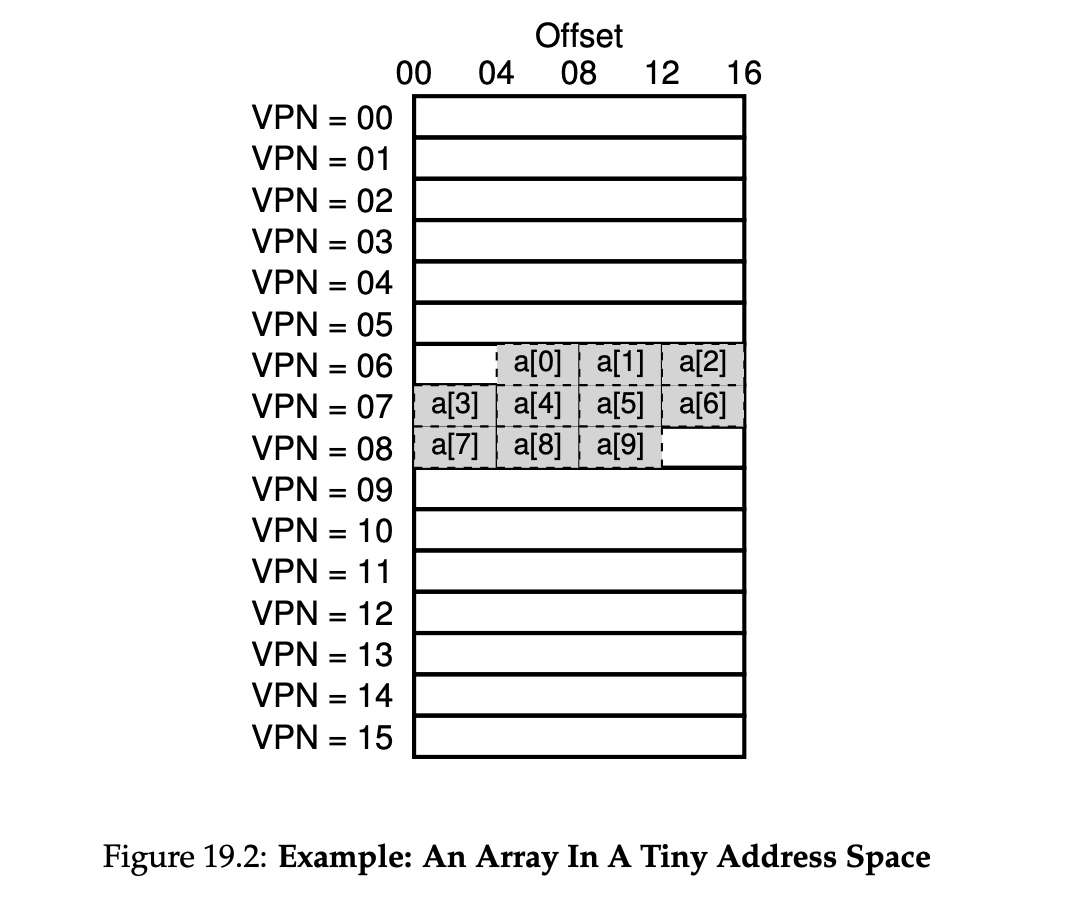 Offset
00 04 08 12 16
VPN = 00
VPN = 01
VPN = 02
VPN = 03
VPN = 04
VPN = 05
VPN = 06 a[0] a[1] a[2]
VPN = 07 a[3] a[4] a[5] a[6]
VPN = 08 a[7] a[8] a[9]
VPN = 09
VPN = 10
VPN = 11
VPN = 12
VPN = 13
VPN = 14
VPN = 15
Figure 19.2: Example: An Array In A Tiny Address Space